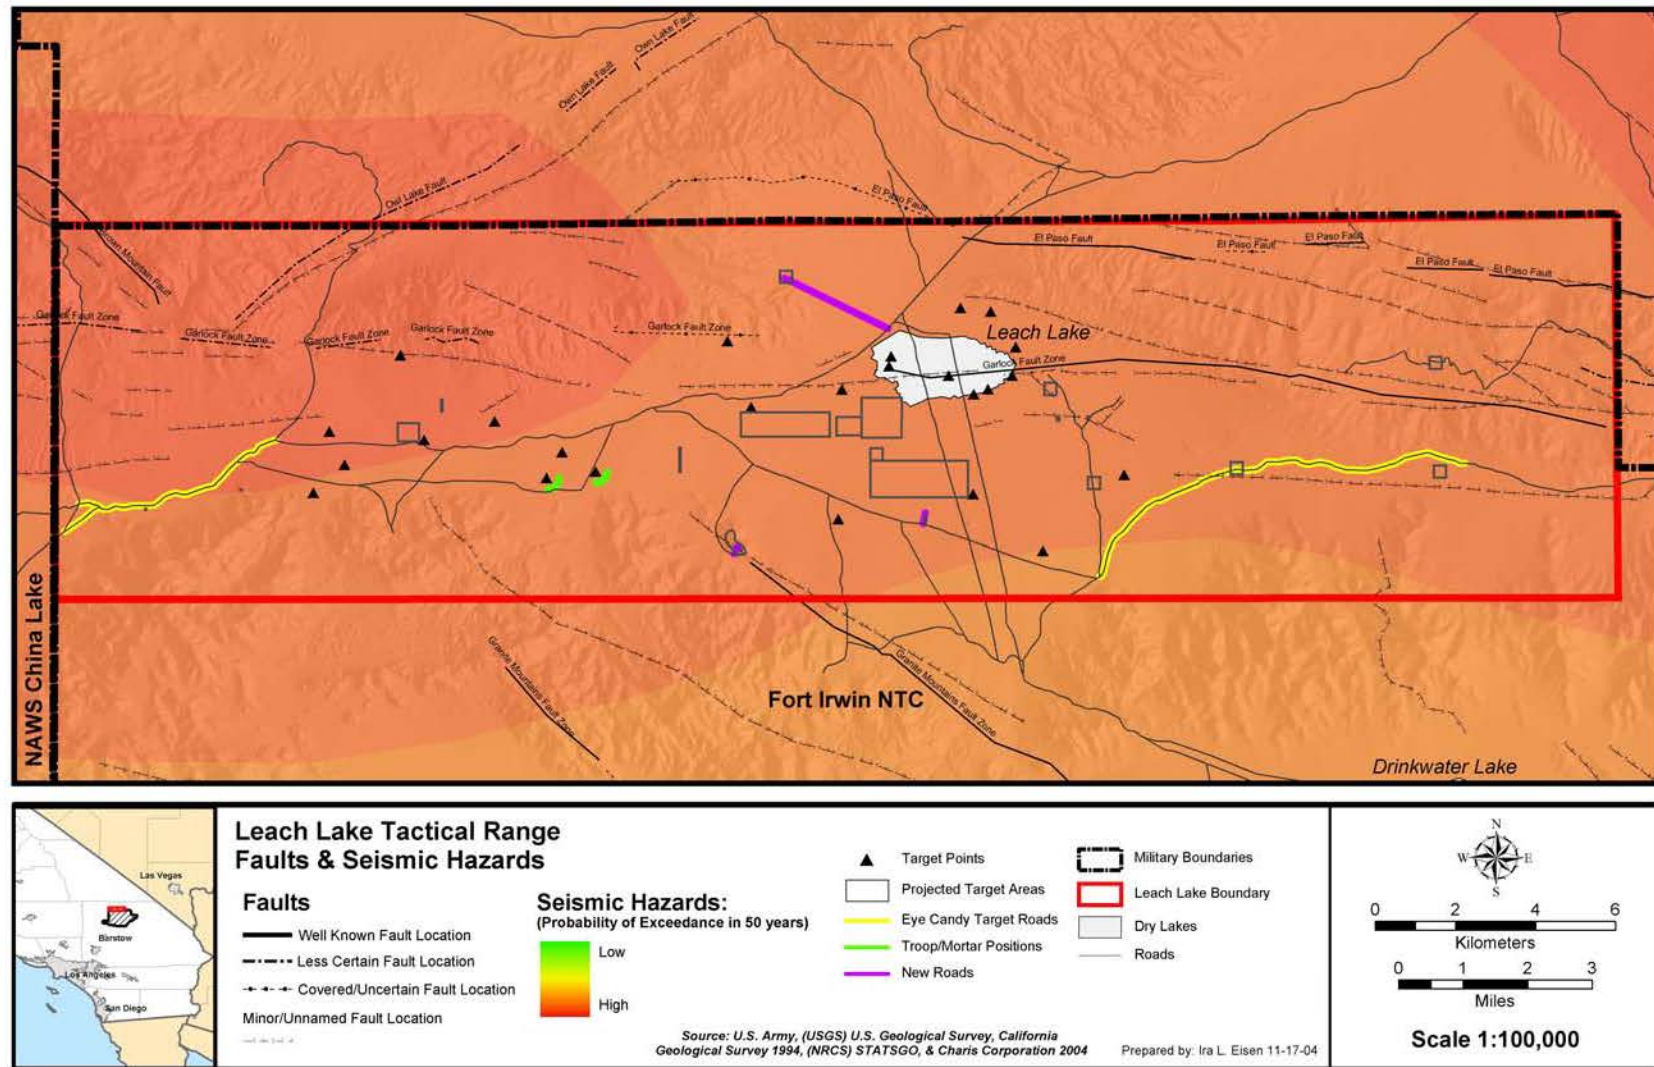 Own Lake Fault
Own Lake Fault
Owl Lake Fault
El Paso Fault
El Paso Fault
El Paso Fault
El Paso Fault
El Paso Fault
El Paso Fault
Mountain Fault
Garlock Fault Zone
Garlock Fault Zone
Garlock Fault Zone
Garlock Fault Zone
Garlock Fault Zone
Leach Lake
Garlock Fault Zone
NAWS China Lake
Granite Mountains Fault Zone
Granite Mountains Fault Zone
Fort Irwin NTC
Drinkwater Lake
Las Vegas
Barstow
Los Angeles
San Diego
Leach Lake Tactical Range
Faults & Seismic Hazards
Faults
Well Known Fault Location
Less Certain Fault Location
Covered/Uncertain Fault Location
Minor/Unnamed Fault Location
Seismic Hazards:
(Probability of Exceedance in 50 years)
Low
High
Target Points
Projected Target Areas
Eye Candy Target Roads
Troop/Mortar Positions
New Roads
Military Boundaries
Leach Lake Boundary
Dry Lakes
Roads
Source: U.S. Army, (USGS) U.S. Geological Survey, California
Geological Survey 1994, (NRCS) STATSGO, & Charis Corporation 2004
Prepared by: Ira L. Eisen 11-17-04
N
W E
S
0 2 4 6
Kilometers
0 1 2 3
Miles
Scale 1:100,000